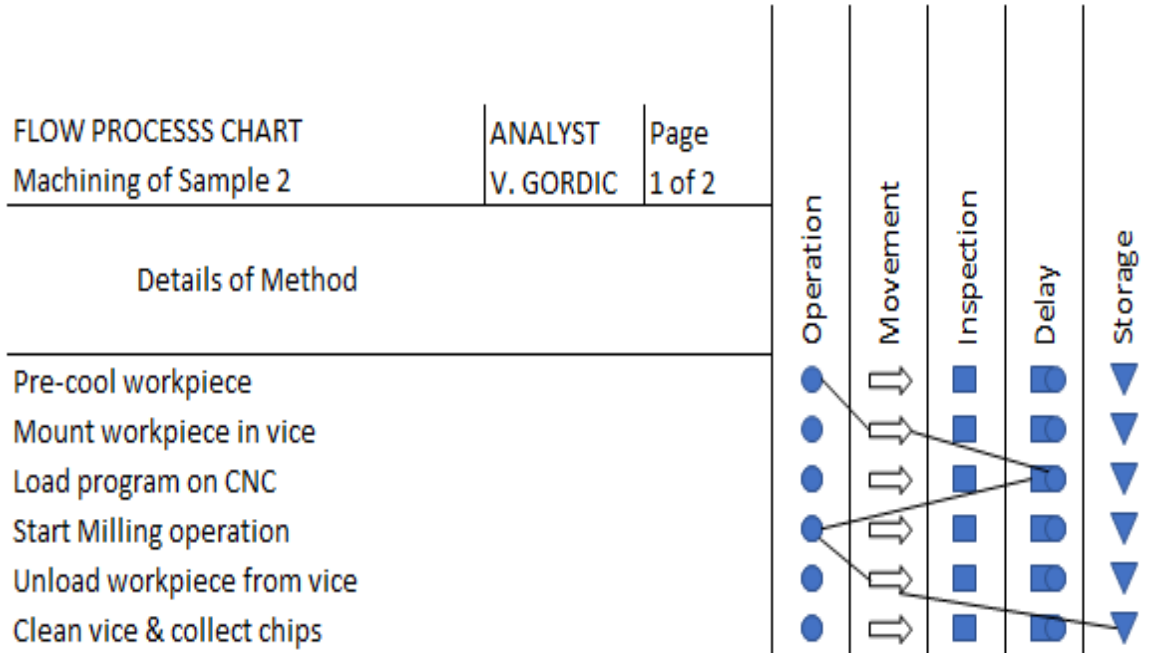 FLOW PROCESSS CHART
ANALYST
Page
Machining of Sample 2
V. GORDIC
1 of 2
Details of Method
Operation
Movement
Inspection
Delay
Storage
Pre-cool workpiece
Mount workpiece in vice
Load program on CNC
Start Milling operation
Unload workpiece from vice
Clean vice & collect chips